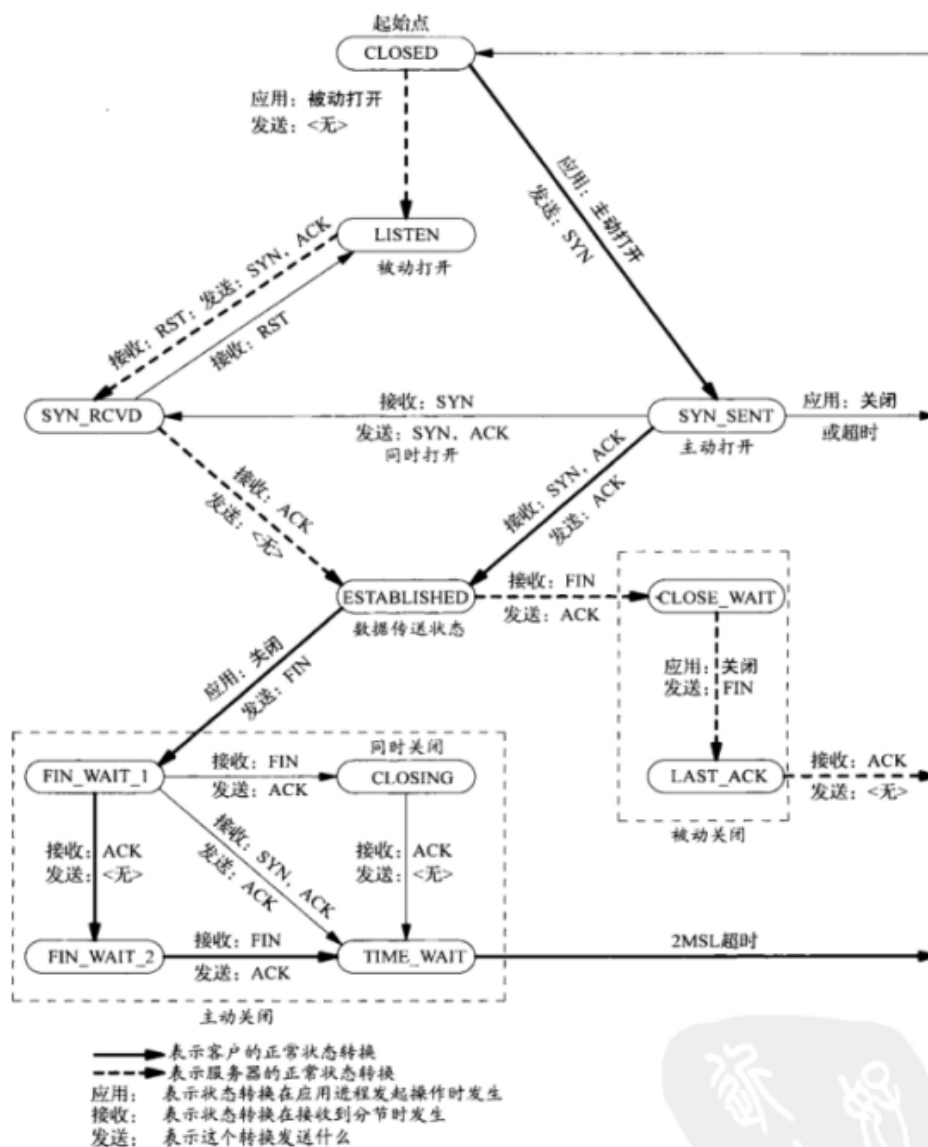 起始点
CLOSED
应用：被动打开
发送：<无>
应用：主动打开
发送：SYN
LISTEN
被动打开
接收：RST；发送：SYN，ACK
接收：RST
SYN_RCVD
接收：SYN
发送：SYN，ACK
同时打开
SYN_SENT
主动打开
应用：关闭
或超时
接收：ACK
发送：<无>
接收：SYN，ACK
发送：ACK
ESTABLISHED
数据传送状态
接收：FIN
发送：ACK
CLOSE_WAIT
应用：关闭
发送：FIN
应用：关闭
发送：FIN
同时关闭
FIN_WAIT_1
接收：FIN
发送：ACK
CLOSING
LAST_ACK
接收：ACK
发送：<无>
被动关闭
接收：ACK
发送：<无>
接收：SYN，ACK
发送：ACK
接收：ACK
发送：<无>
FIN_WAIT_2
接收：FIN
发送：ACK
TIME_WAIT
2MSL超时
主动关闭
表示客户的正常状态转换
表示服务器的正常状态转换
应用： 表示状态转换在应用进程发起操作时发生
接收： 表示状态转换在接收到分节时发生
发送： 表示这个转换发送什么